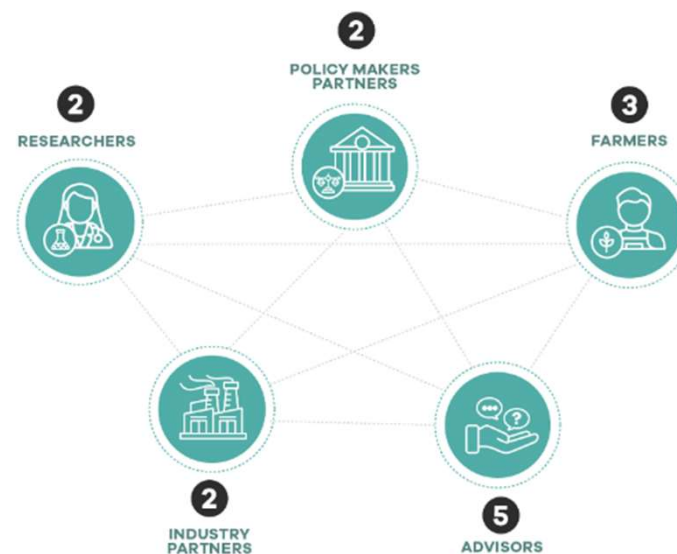 2
POLICY MAKERS
PARTNERS
2
RESEARCHERS
3
FARMERS
2
INDUSTRY
PARTNERS
?
5
ADVISORS